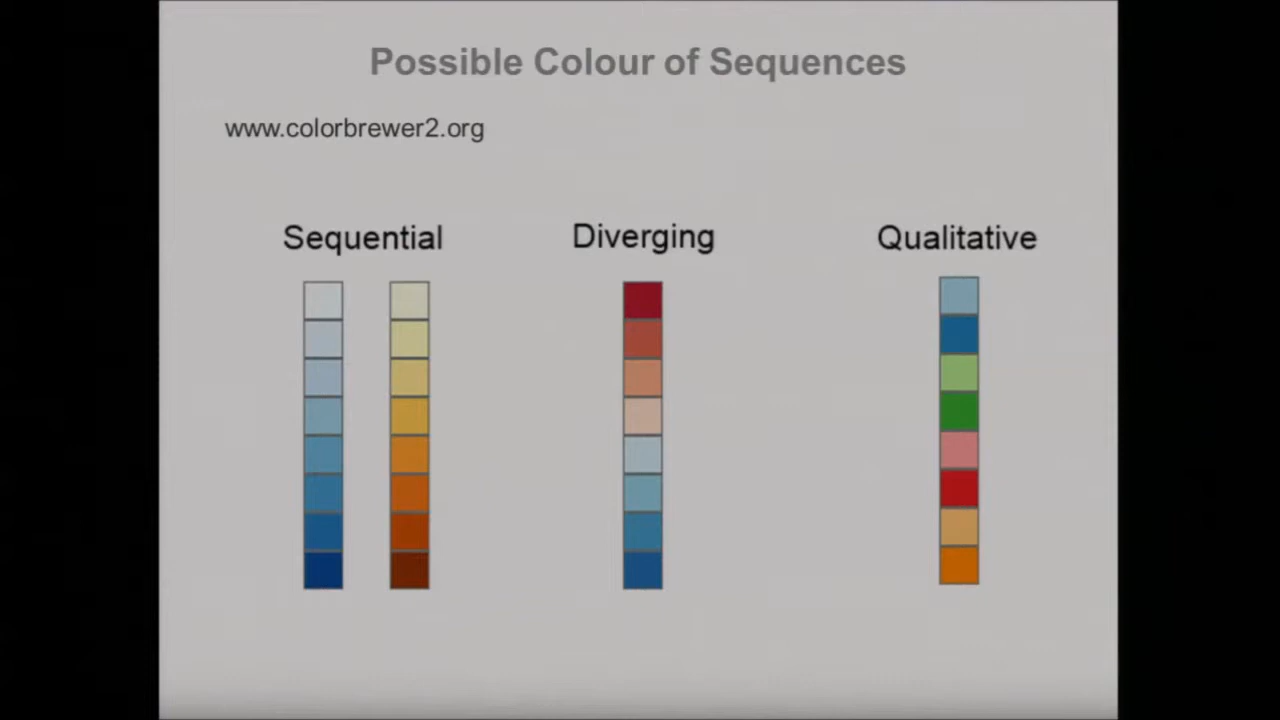 Possible Colour of Sequences
www.colorbrewer2.org
Sequential
Diverging
Qualitative